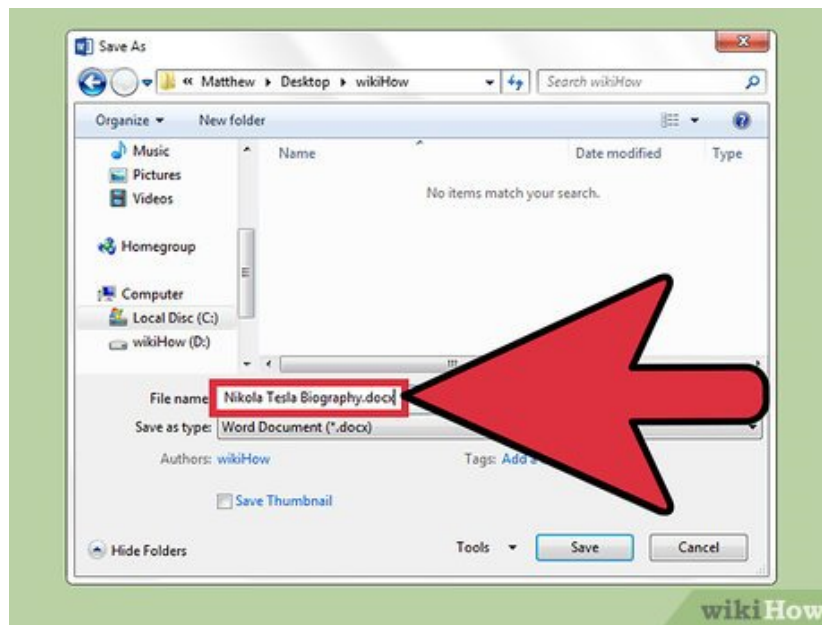 Save As
« Matthew ▸ Desktop ▸ wikiHow
Search wikiHow
Organize
New folder
Name
Date modified
Type
Music
Pictures
Videos
No items match your search.
Homegroup
Computer
Local Disc (C:)
wikiHow (D:)
File name
Nikola Tesla Biography.docx
Save as type: Word Document (*.docx)
Authors: wikiHow
Tags: Add
Save Thumbnail
Hide Folders
Tools
Save
Cancel
wikiHow